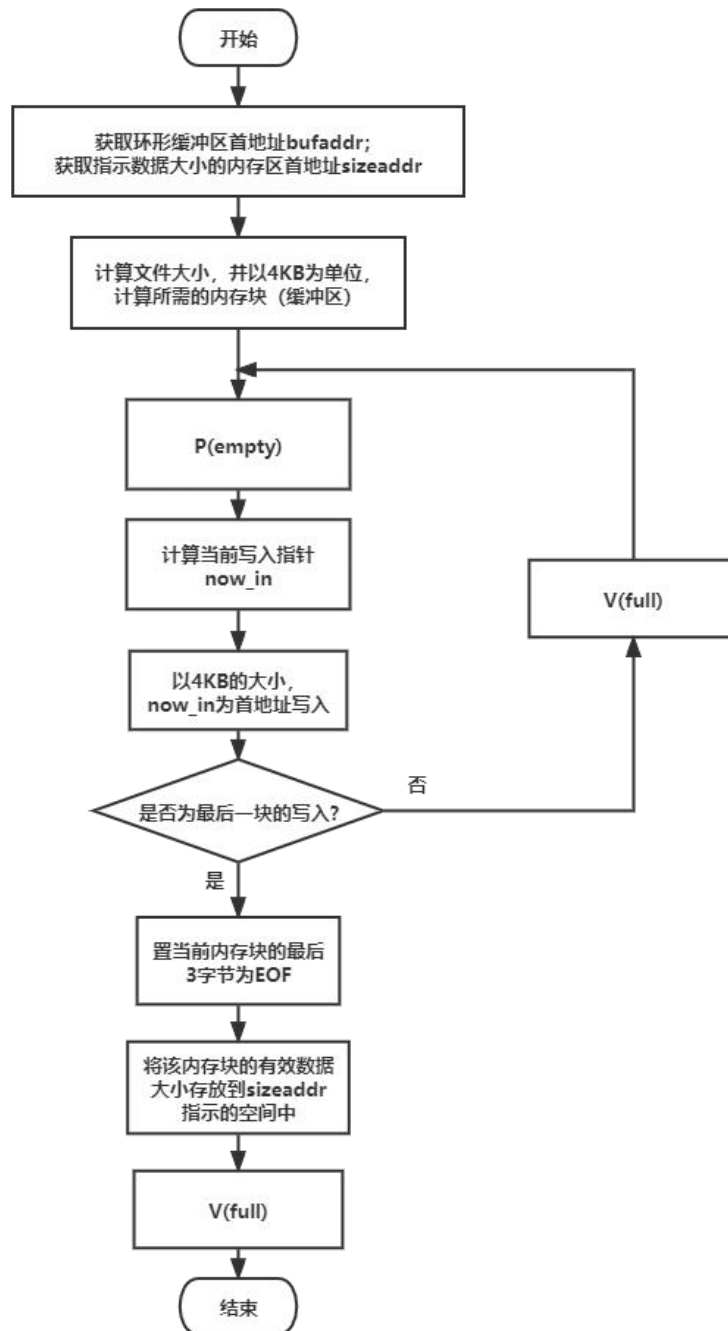 开始
获取环形缓冲区首地址bufaddr;
获取指示数据大小的内存区首地址sizeaddr
计算文件大小，并以4KB为单位，
计算所需的内存块（缓冲区）
P(empty)
计算当前写入指针
now_in
V(full)
以4KB的大小，
now_in为首地址写入
否
是否为最后一块的写入?
是
置当前内存块的最后
3字节为EOF
将该内存块的有效数据
大小存放到sizeaddr
指示的空间中
V(full)
结束